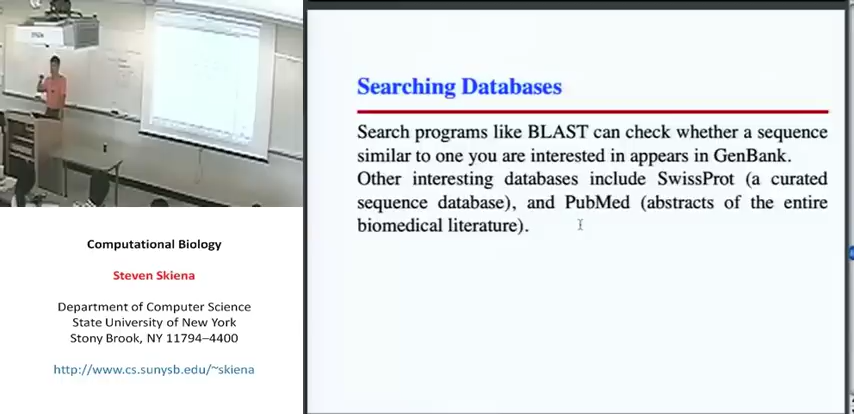 Computational Biology
Steven Skiena
Department of Computer Science
State University of New York
Stony Brook, NY 11794–4400
http://www.cs.sunysb.edu/~skiena
Searching Databases
Search programs like BLAST can check whether a sequence
similar to one you are interested in appears in GenBank.
Other interesting databases include SwissProt (a curated
sequence database), and PubMed (abstracts of the entire
biomedical literature).